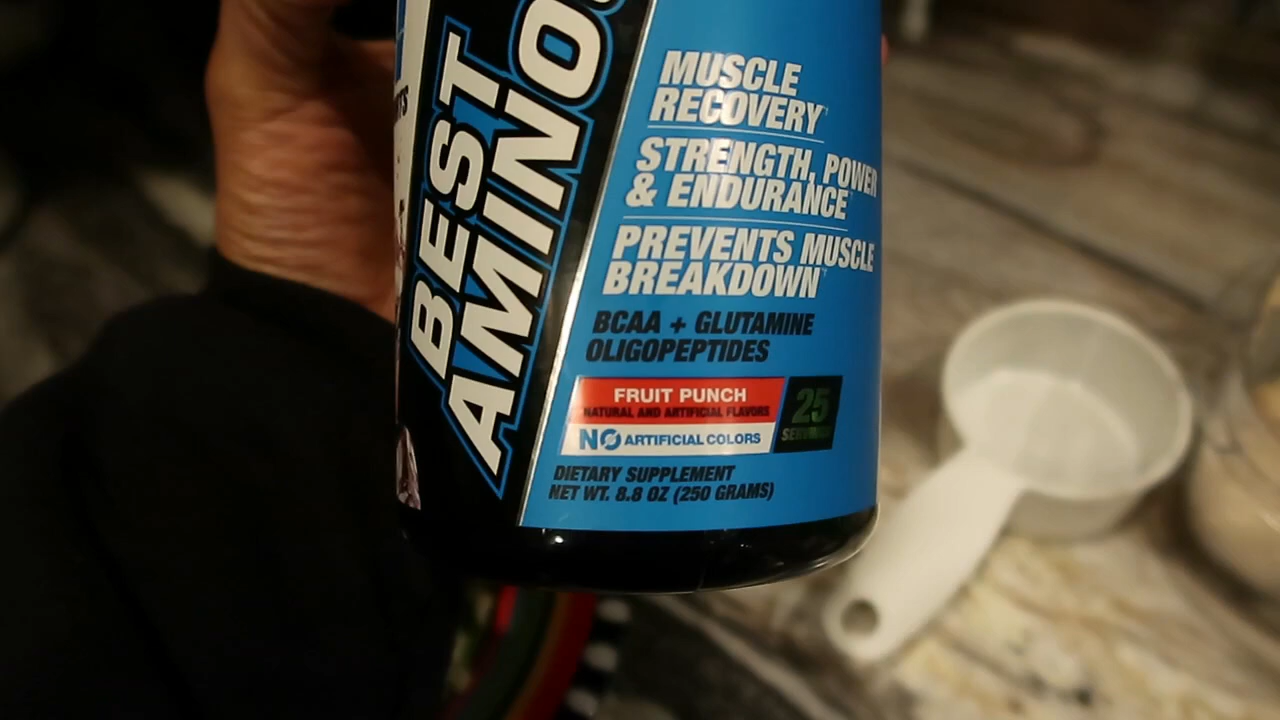 BEST
AMINO
MUSCLE
RECOVERY
STRENGTH, POWER
& ENDURANCE
PREVENTS MUSCLE
BREAKDOWN
BCAA + GLUTAMINE
OLIGOPEPTIDES
FRUIT PUNCH
NATURAL AND ARTIFICIAL FLAVORS
NO ARTIFICIAL COLORS
25
DIETARY SUPPLEMENT
NET WT. 8.8 OZ (250 GRAMS)